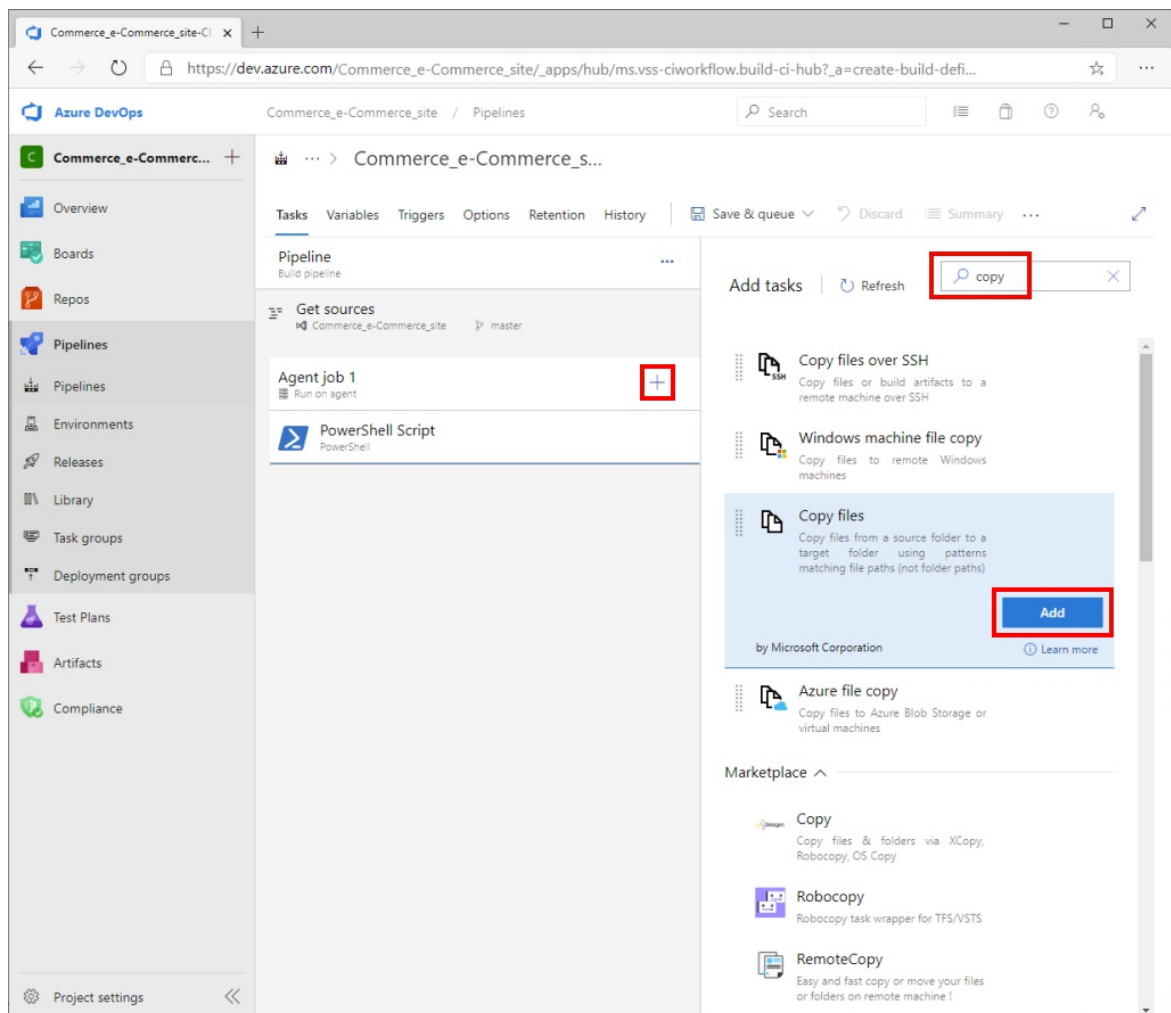 Commerce_e-Commerce_site-CI
https://dev.azure.com/Commerce_e-Commerce_site/_apps/hub/ms.vss-ciworkflow.build-ci-hub?_a=create-build-defi...
Azure DevOps
Commerce_e-Commerce_site / Pipelines
Search
C
Commerce_e-Commerc...
Commerce_e-Commerce_s...
Overview
Boards
Repos
Pipelines
Pipelines
Environments
Releases
Library
Task groups
Deployment groups
Test Plans
Artifacts
Compliance
Project settings
Tasks Variables Triggers Options Retention History Save & queue Discard Summary ...
Pipeline
Build pipeline
Get sources
Commerce_e-Commerce_site master
Agent job 1
Run on agent
PowerShell Script
PowerShell
Add tasks Refresh copy
SSH
Copy files over SSH
Copy files or build artifacts to a
remote machine over SSH
Windows machine file copy
Copy files to remote Windows
machines
Copy files
Copy files from a source folder to a
target folder using patterns
matching file paths (not folder paths)
Add
by Microsoft Corporation Learn more
Azure file copy
Copy files to Azure Blob Storage or
virtual machines
Marketplace
Copy
Copy files & folders via XCopy,
Robocopy, OS Copy
Robocopy
Robocopy task wrapper for TFS/VSTS
RemoteCopy
Easy and fast copy or move your files
or folders on remote machine !